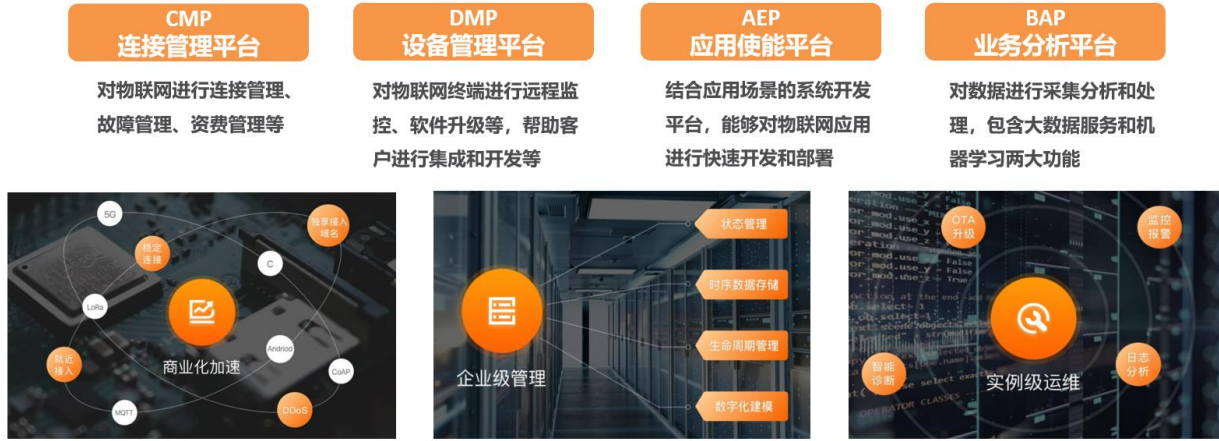 CMP
连接管理平台
对物联网进行连接管理、
故障管理、资费管理等
DMP
设备管理平台
对物联网终端进行远程监
控、软件升级等，帮助客
户进行集成和开发等
AEP
应用使能平台
结合应用场景的系统开发
平台，能够对物联网应用
进行快速开发和部署
BAP
业务分析平台
对数据进行采集分析和处
理，包含大数据服务和机
器学习两大功能
5G
独享接入
域名
稳定
连接
C
LoRa
商业化加速
Andriod
就近
接入
CoAP
MQTT
DDoS
企业级管理
状态管理
时序数据存储
生命周期管理
数字化建模
OTA
升级
监控
报警
实例级运维
智能
诊断
日志
分析